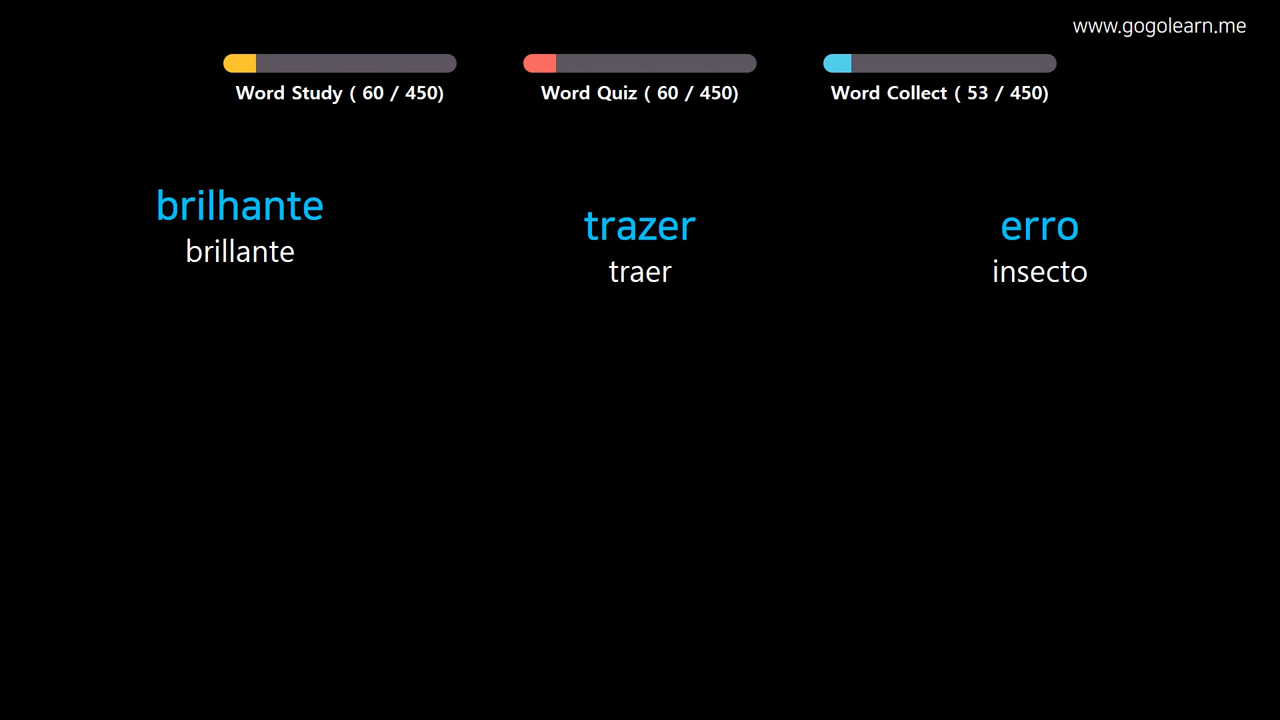 www.gogolearn.me
Word Study ( 60 / 450)
Word Quiz ( 60 / 450)
Word Collect ( 53 / 450)
brilhante
brillante
trazer
traer
erro
insecto